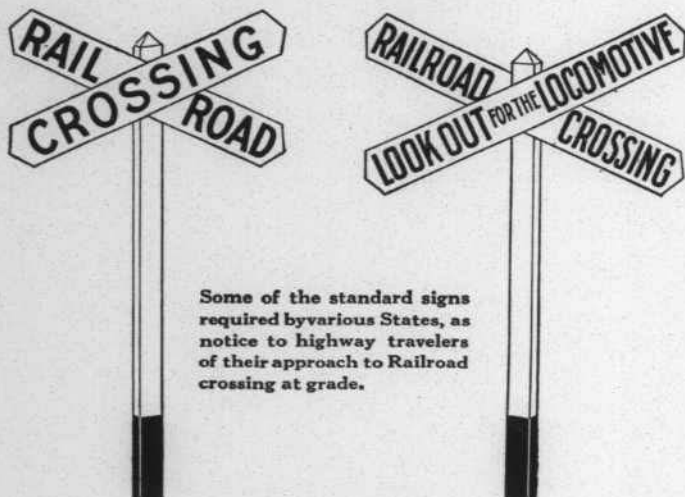 RAIL ROAD
CROSSING
RAILROAD CROSSING
LOOK OUT FOR THE LOCOMOTIVE
Some of the standard signs
required byvarious States, as
notice to highway travelers
of their approach to Railroad
crossing at grade.